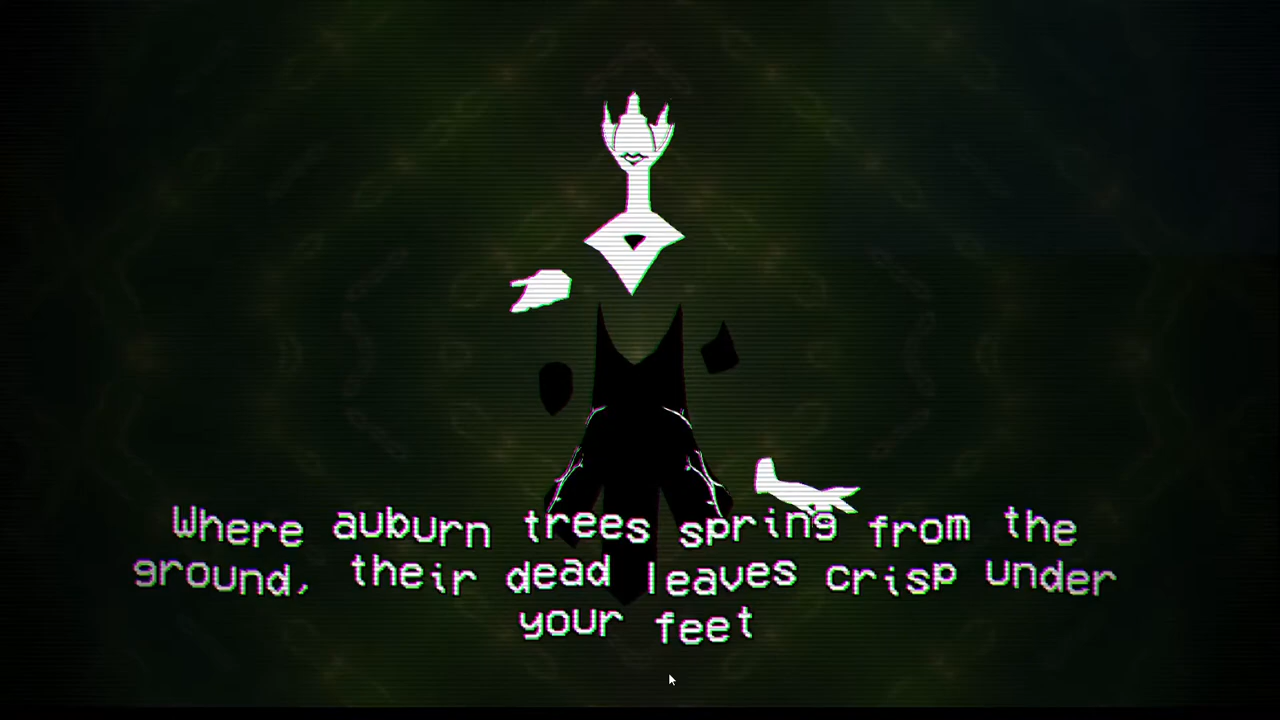 Where auburn trees spring from the
ground, their dead leaves crisp under
your feet